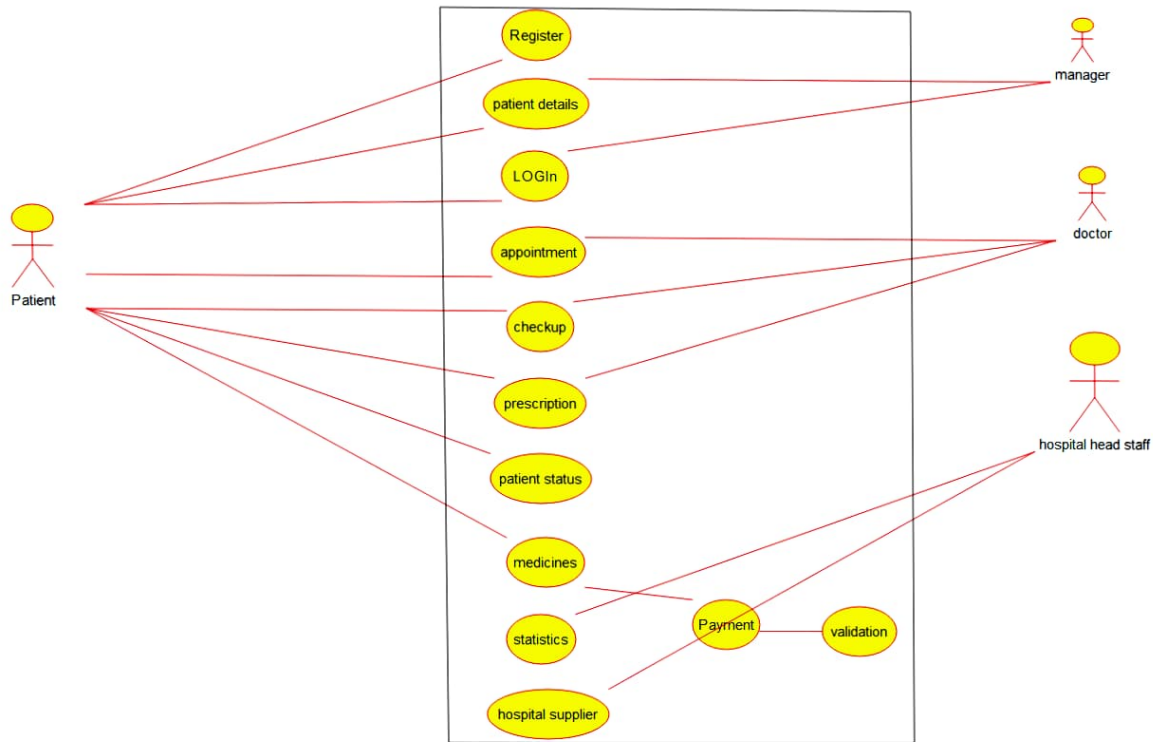 Register
manager
patient details
LOGIn
doctor
Patient
appointment
checkup
prescription
hospital head staff
patient status
medicines
Payment
validation
statistics
hospital supplier